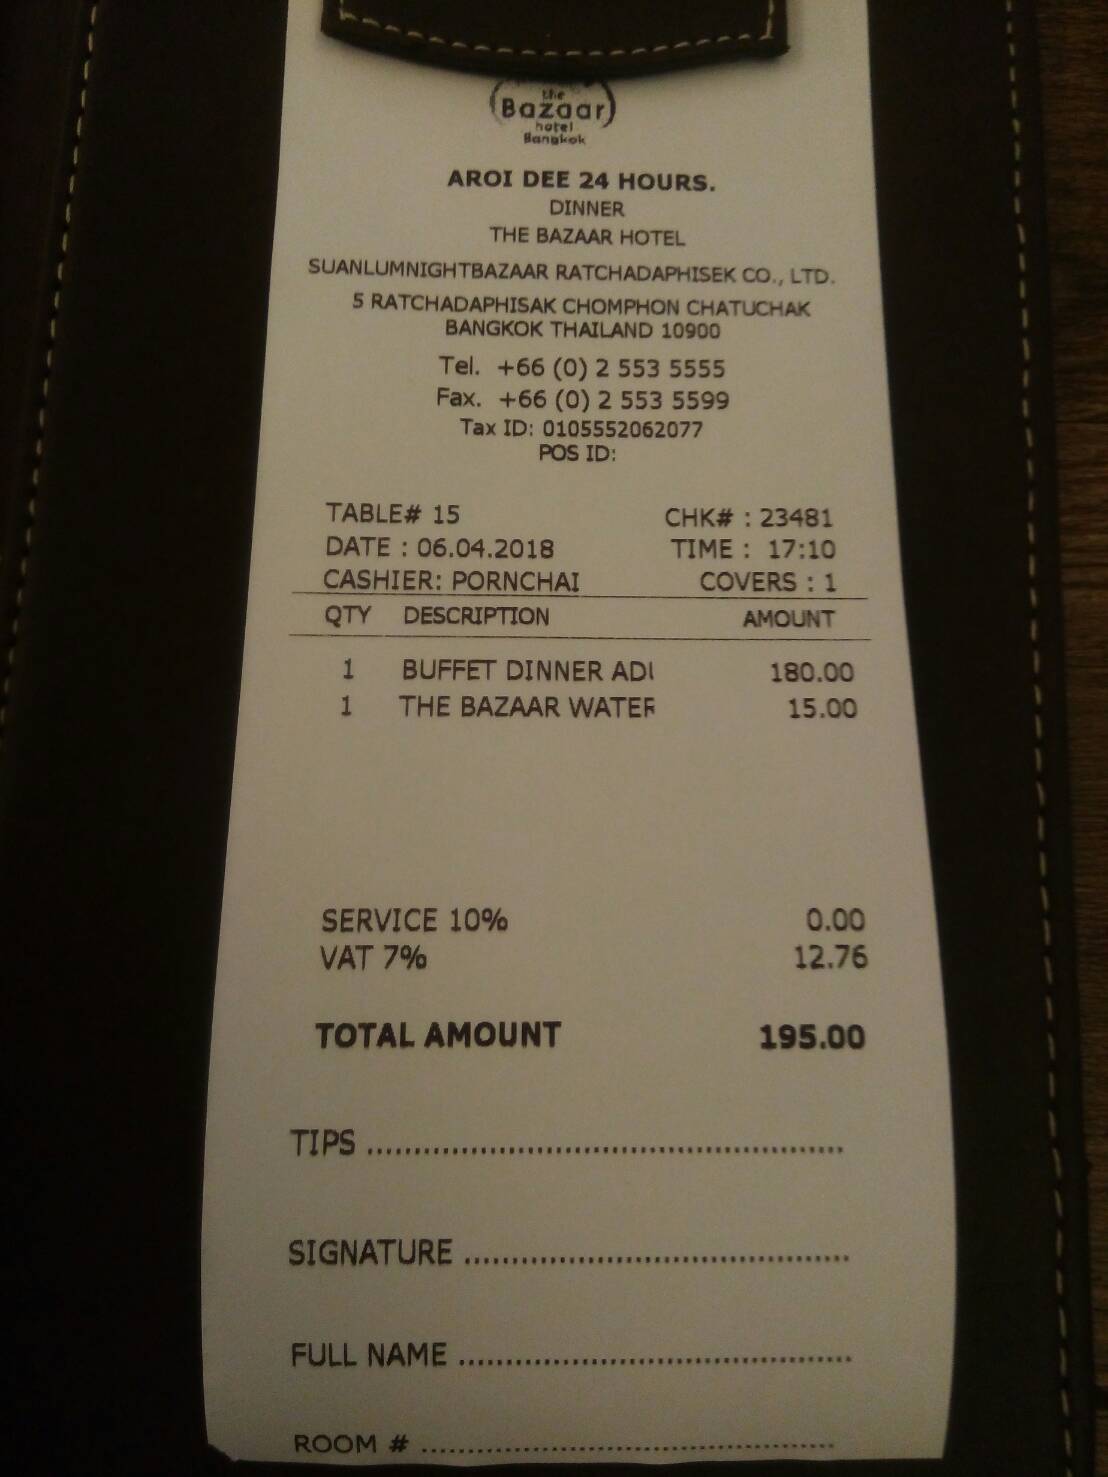 the
Bazaar
hotel
Bangkok
AROI DEE 24 HOURS.
DINNER
THE BAZAAR HOTEL
SUANLUMNIGHTBAZAAR RATCHADAPHISEK CO., LTD.
5 RATCHADAPHISAK CHOMPHON CHATUCHAK
BANGKOK THAILAND 10900
Tel. +66 (0) 2 553 5555
Fax. +66 (0) 2 553 5599
Tax ID: 0105552062077
POS ID:
TABLE# 15 CHK# : 23481
DATE : 06.04.2018 TIME : 17:10
CASHIER: PORNCHAI COVERS : 1
QTY DESCRIPTION AMOUNT
1 BUFFET DINNER ADU 180.00
1 THE BAZAAR WATER 15.00
SERVICE 10% 0.00
VAT 7% 12.76
TOTAL AMOUNT 195.00
TIPS ..................................................
SIGNATURE ........................................
FULL NAME .........................................
ROOM # ...........................................